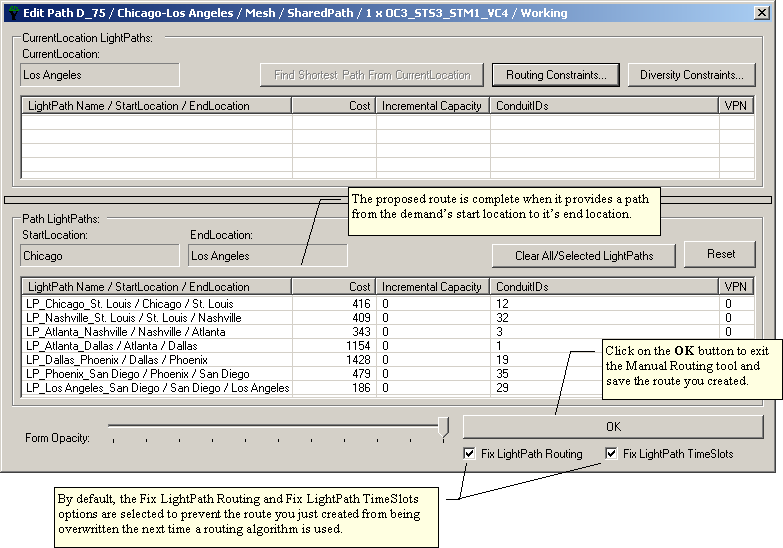 Edit Path D_75 / Chicago-Los Angeles / Mesh / SharedPath / 1 x OC3_STS3_STM1_VC4 / Working
CurrentLocation LightPaths:
CurrentLocation:
Los Angeles
Find Shortest Path From CurrentLocation
Routing Constraints...
Diversity Constraints...
LightPath Name / StartLocation / EndLocation Cost Incremental Capacity ConduitIDs VPN
The proposed route is complete when it provides a path
from the demand's start location to it's end location.
Path LightPaths:
StartLocation:
EndLocation:
Chicago
Los Angeles
Clear All/Selected LightPaths
Reset
LightPath Name / StartLocation / EndLocation Cost Incremental Capacity ConduitIDs VPN
LP_Chicago_St. Louis / Chicago / St. Louis 416 0 12 0
LP_Nashville_St. Louis / St. Louis / Nashville 409 0 32 0
LP_Atlanta_Nashville / Nashville / Atlanta 343 0 3 0
LP_Atlanta_Dallas / Atlanta / Dallas 1154 0 1
LP_Dallas_Phoenix / Dallas / Phoenix 1428 0 19
LP_Phoenix_San Diego / Phoenix / San Diego 479 0 35
LP_Los Angeles_San Diego / San Diego / Los Angeles 186 0 29
Click on the OK button to exit
the Manual Routing tool and
save the route you created.
Form Opacity:
OK
Fix LightPath Routing
Fix LightPath TimeSlots
By default, the Fix LightPath Routing and Fix LightPath TimeSlots
options are selected to prevent the route you just created from being
overwritten the next time a routing algorithm is used.